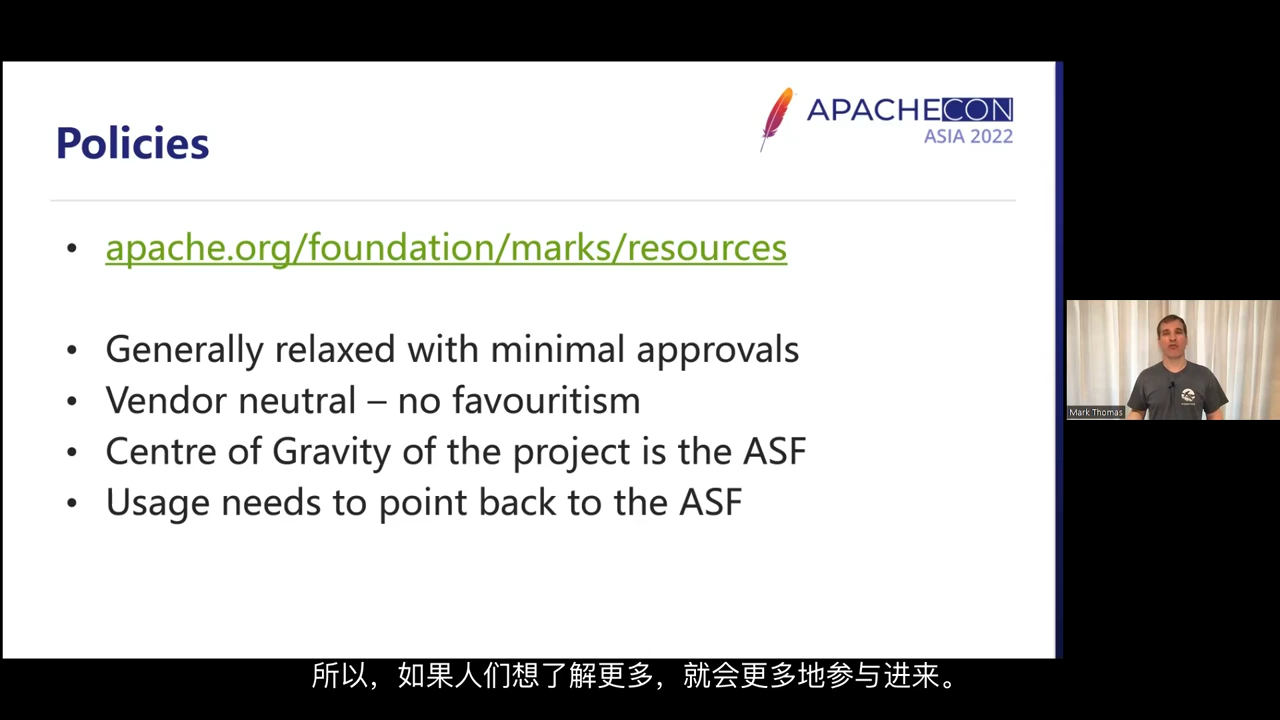 Policies
APACHECON
ASIA 2022
• apache.org/foundation/marks/resources
• Generally relaxed with minimal approvals
• Vendor neutral – no favouritism
• Centre of Gravity of the project is the ASF
• Usage needs to point back to the ASF
Mark Thomas
所以，如果人们想了解更多，就会更多地参与进来。